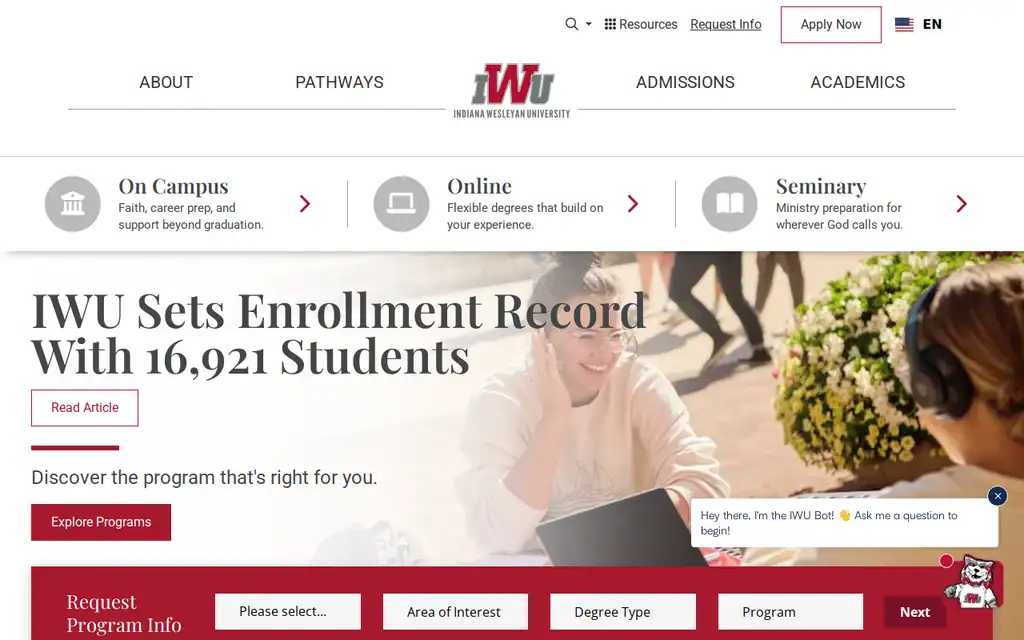 Resources
Request Info
Apply Now
EN
ABOUT
PATHWAYS
IWU
INDIANA WESLEYAN UNIVERSITY
ADMISSIONS
ACADEMICS
On Campus
Faith, career prep, and
support beyond graduation.
Online
Flexible degrees that build on
your experience.
Seminary
Ministry preparation for
wherever God calls you.
IWU Sets Enrollment Record
With 16,921 Students
Read Article
Discover the program that's right for you.
Explore Programs
Hey there, I'm the IWU Bot! 👋 Ask me a question to
begin!
Request
Program Info
Please select...
Area of Interest
Degree Type
Program
Next
IWU